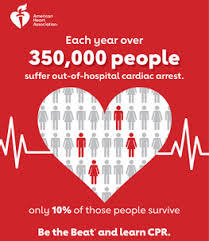 American
Heart
Association.
Each year over
350,000 people
suffer out-of-hospital cardiac arrest.
only 10% of those people survive
Be the Beat® and learn CPR.